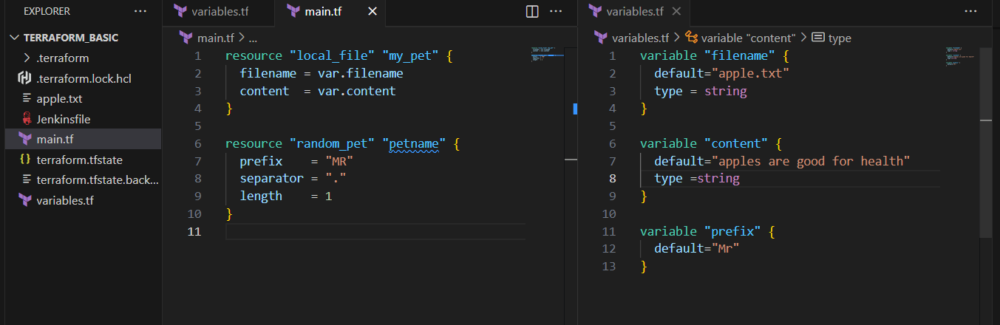 EXPLORER ...
TERRAFORM_BASIC
.terraform
.terraform.lock.hcl
apple.txt
Jenkinsfile
main.tf
terraform.tfstate
terraform.tfstate.back...
variables.tf
variables.tf main.tf ...
main.tf > ...
1 resource "local_file" "my_pet" {
2 filename = var.filename
3 content  = var.content
4 }
5
6 resource "random_pet" "petname" {
7 prefix    = "MR"
8 separator = "."
9 length    = 1
10 }
11
variables.tf ...
variables.tf > variable "content" > type
1 variable "filename" {
2 default="apple.txt"
3 type = string
4 }
5
6 variable "content" {
7 default="apples are good for health"
8 type =string
9 }
10
11 variable "prefix" {
12 default="Mr"
13 }